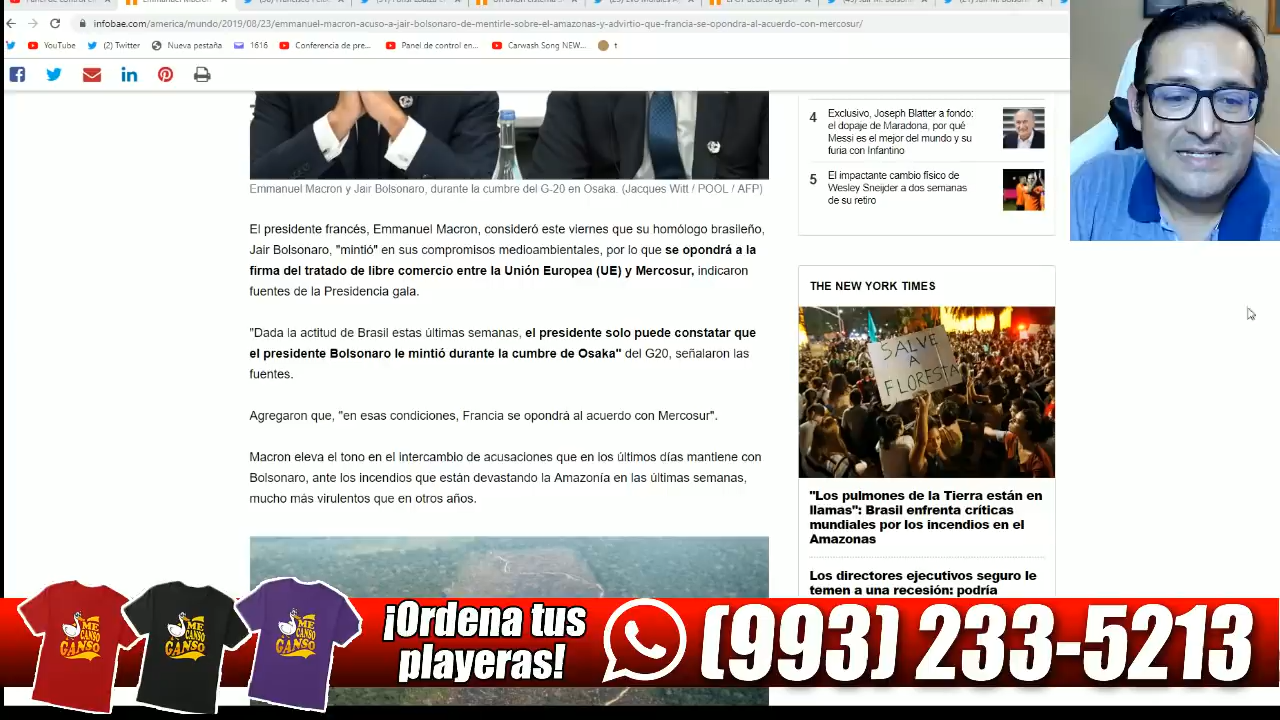 infobae.com/america/mundo/2019/08/23/emmanuel-macron-acuso-a-jair-bolsonaro-de-mentirle-sobre-el-amazonas-y-advirtio-que-francia-se-opondra-al-acuerdo-con-mercosur/
YouTube (2) Twitter Nueva pestaña 1616 Conferencia de pre... Panel de control en... Carwash Song NEW... t
Emmanuel Macron y Jair Bolsonaro, durante la cumbre del G-20 en Osaka. (Jacques Witt / POOL / AFP)
El presidente francés, Emmanuel Macron, consideró este viernes que su homólogo brasileño,
Jair Bolsonaro, "mintió" en sus compromisos medioambientales, por lo que se opondrá a la
firma del tratado de libre comercio entre la Unión Europea (UE) y Mercosur, indicaron
fuentes de la Presidencia gala.
"Dada la actitud de Brasil estas últimas semanas, el presidente solo puede constatar que
el presidente Bolsonaro le mintió durante la cumbre de Osaka" del G20, señalaron las
fuentes.
Agregaron que, "en esas condiciones, Francia se opondrá al acuerdo con Mercosur".
Macron eleva el tono en el intercambio de acusaciones que en los últimos días mantiene con
Bolsonaro, ante los incendios que están devastando la Amazonía en las últimas semanas,
mucho más virulentos que en otros años.
4 Exclusivo, Joseph Blatter a fondo:
el dopaje de Maradona, por qué
Messi es el mejor del mundo y su
furia con Infantino
5 El impactante cambio físico de
Wesley Sneijder a dos semanas
de su retiro
THE NEW YORK TIMES
SALVE
A
FLORESTA
"Los pulmones de la Tierra están en
llamas": Brasil enfrenta críticas
mundiales por los incendios en el
Amazonas
Los directores ejecutivos seguro le
temen a una recesión: podría
ME
CANSO
GANSO
ME
CANSO
GANSO
ME
CANSO
GANSO
¡Ordena tus
playeras!
(993) 233-5213